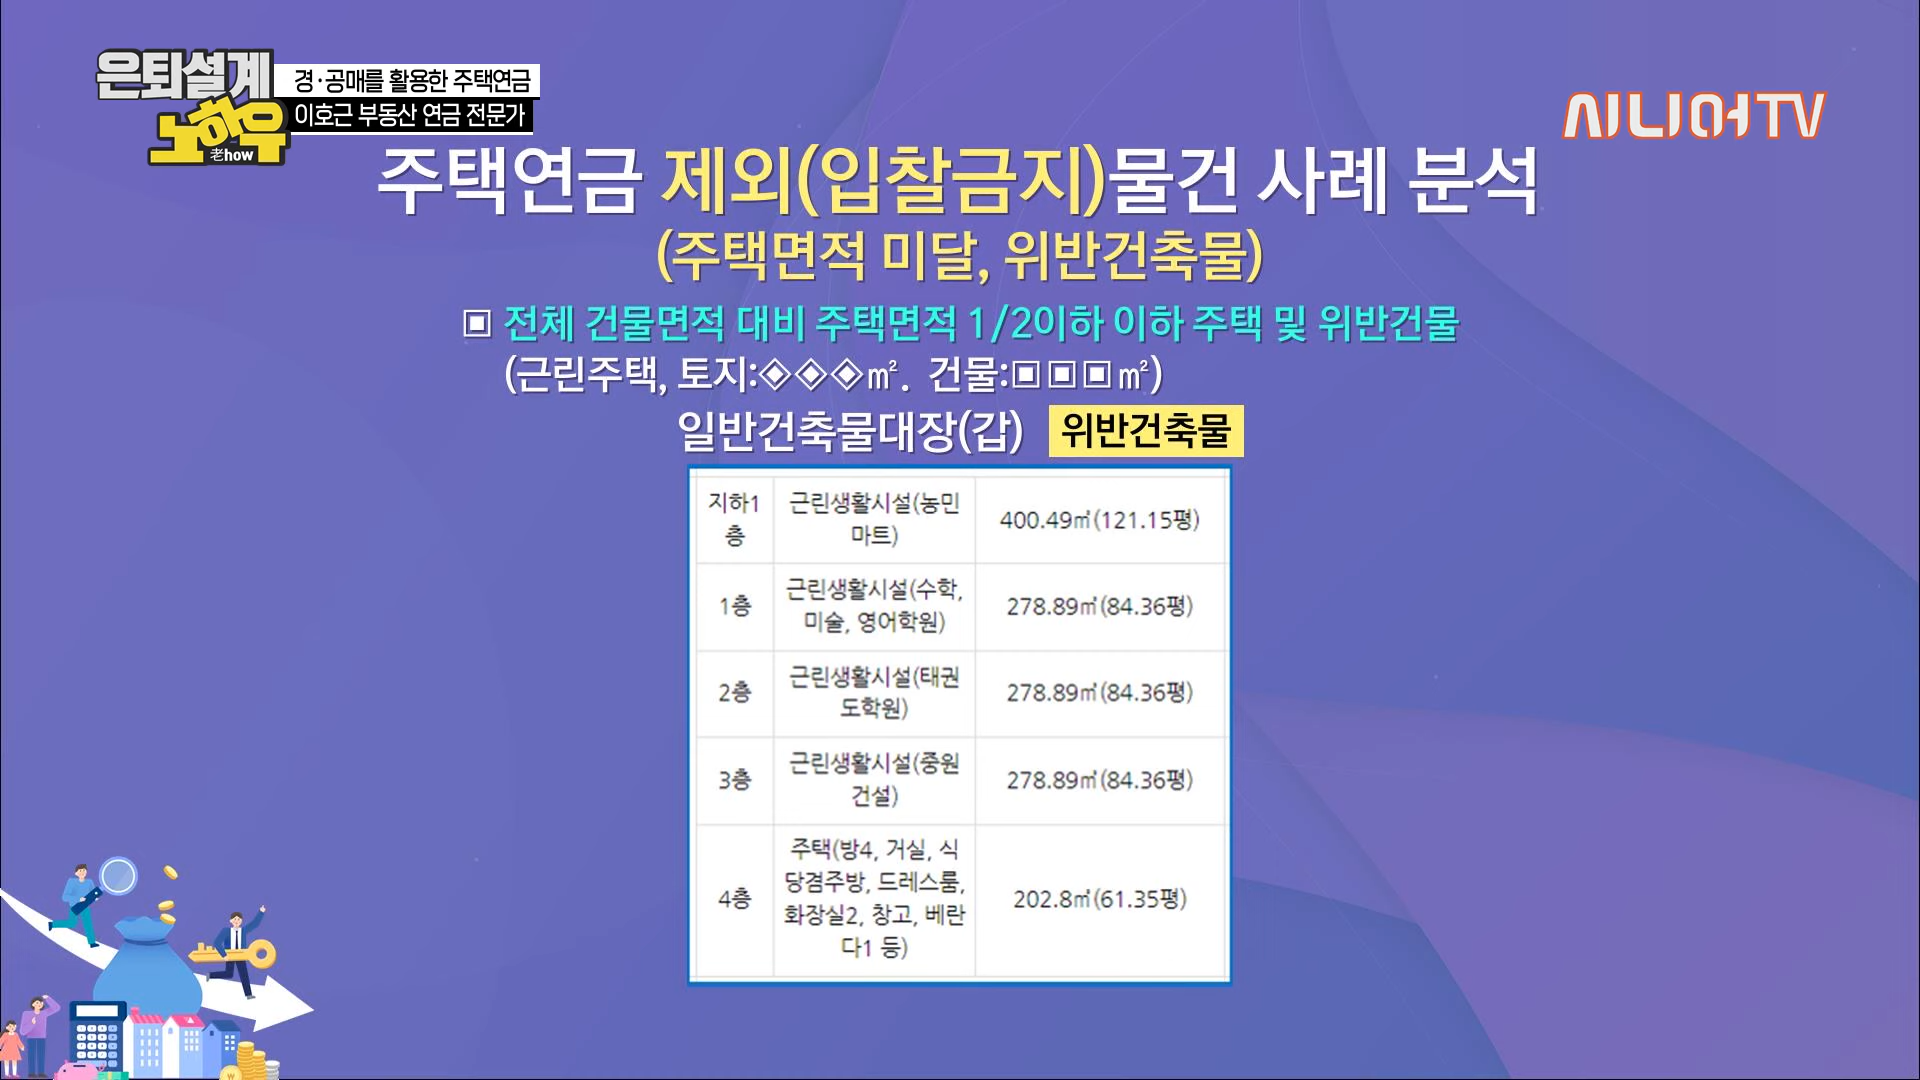 은퇴설계
노하우
老how
경·공매를 활용한 주택연금
이호근 부동산 연금 전문가
시니어TV
주택연금 제외(입찰금지)물건 사례 분석
(주택면적 미달, 위반건축물)
▣ 전체 건물면적 대비 주택면적 1/2이하 이하 주택 및 위반건물
(근린주택, 토지:◈◈◈㎡. 건물:▣▣▣㎡)
일반건축물대장(갑) 위반건축물
지하1
층
근린생활시설(농민
마트)
400.49㎡(121.15평)
1층
근린생활시설(수학,
미술, 영어학원)
278.89㎡(84.36평)
2층
근린생활시설(태권
도학원)
278.89㎡(84.36평)
3층
근린생활시설(중원
건설)
278.89㎡(84.36평)
4층
주택(방4, 거실, 식
당겸주방, 드레스룸,
화장실2, 창고, 베란
다1 등)
202.8㎡(61.35평)